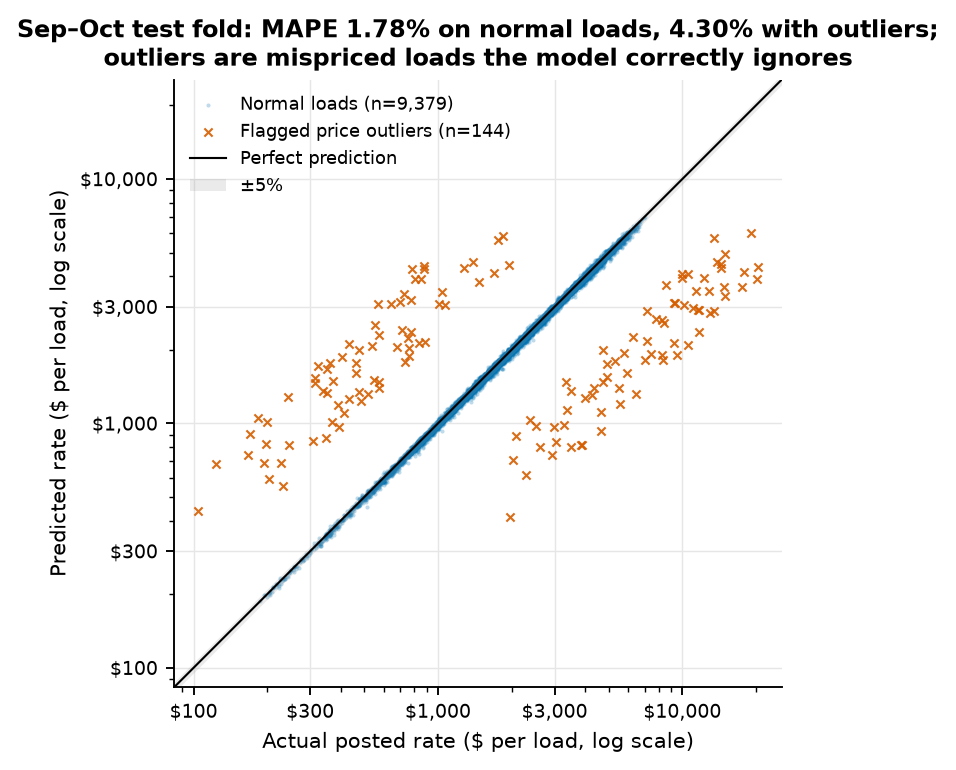 Sep–Oct test fold: MAPE 1.78% on normal loads, 4.30% with outliers;
outliers are mispriced loads the model correctly ignores
Normal loads (n=9,379)
Flagged price outliers (n=144)
Perfect prediction
±5%
Predicted rate ($ per load, log scale)
$10,000
$3,000
$1,000
$300
$100
$100
$300
$1,000
$3,000
$10,000
Actual posted rate ($ per load, log scale)